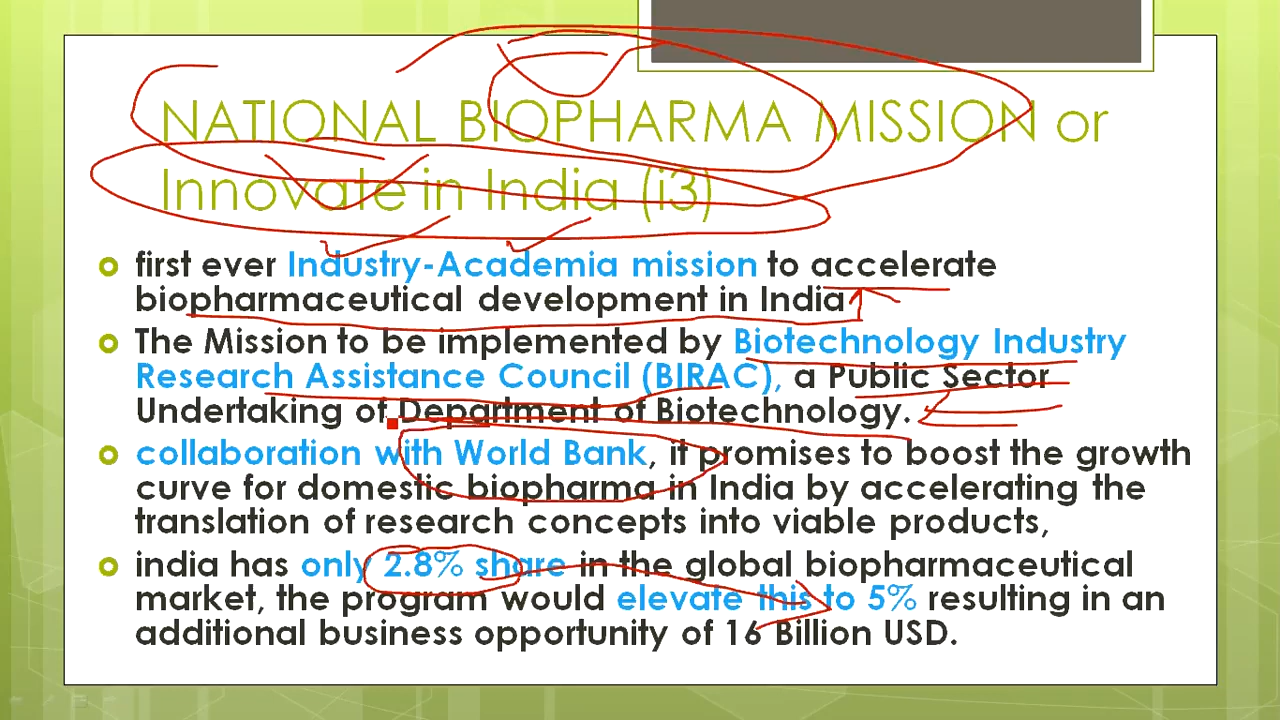 NATIONAL BIOPHARMA MISSION or
Innovate in India (i3)
first ever Industry-Academia mission to accelerate
biopharmaceutical development in India
The Mission to be implemented by Biotechnology Industry
Research Assistance Council (BIRAC), a Public Sector
Undertaking of Department of Biotechnology.
collaboration with World Bank, it promises to boost the growth
curve for domestic biopharma in India by accelerating the
translation of research concepts into viable products,
india has only 2.8% share in the global biopharmaceutical
market, the program would elevate this to 5% resulting in an
additional business opportunity of 16 Billion USD.